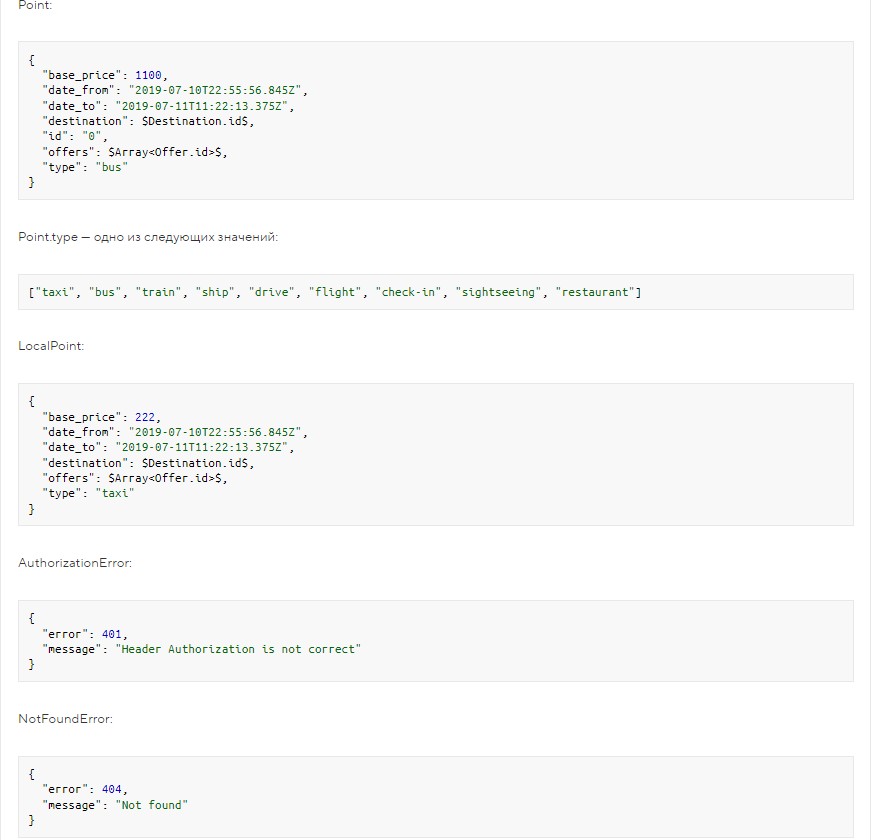 Point:
{
  "base_price": 1100,
  "date_from": "2019-07-10T22:55:56.845Z",
  "date_to": "2019-07-11T11:22:13.375Z",
  "destination": $Destination.id$,
  "id": "0",
  "offers": $Array<Offer.id>$,
  "type": "bus"
}
Point.type — одно из следующих значений:
["taxi", "bus", "train", "ship", "drive", "flight", "check-in", "sightseeing", "restaurant"]
LocalPoint:
{
  "base_price": 222,
  "date_from": "2019-07-10T22:55:56.845Z",
  "date_to": "2019-07-11T11:22:13.375Z",
  "destination": $Destination.id$,
  "offers": $Array<Offer.id>$,
  "type": "taxi"
}
AuthorizationError:
{
  "error": 401,
  "message": "Header Authorization is not correct"
}
NotFoundError:
{
  "error": 404,
  "message": "Not found"
}